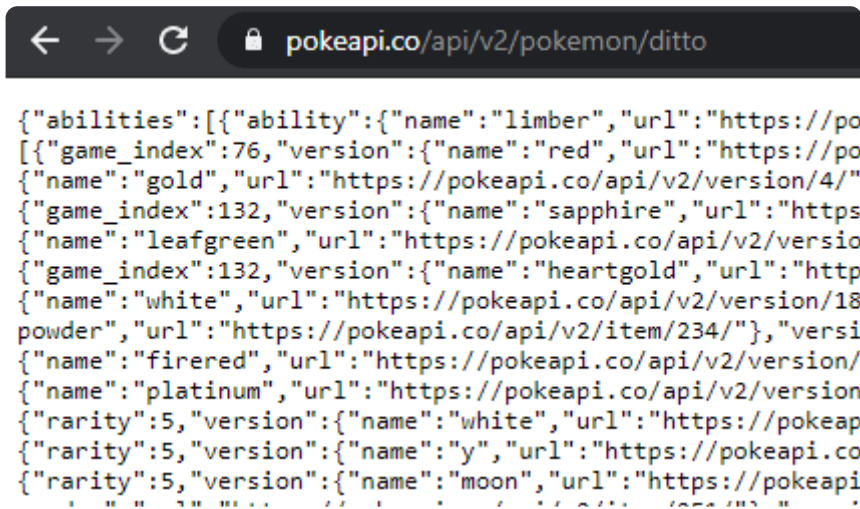 pokeapi.co/api/v2/pokemon/ditto
{"abilities":[{"ability":{"name":"limber","url":"https://po
[{"game_index":76,"version":{"name":"red","url":"https://po
{"name":"gold","url":"https://pokeapi.co/api/v2/version/4/"
{"game_index":132,"version":{"name":"sapphire","url":"https
{"name":"leafgreen","url":"https://pokeapi.co/api/v2/versio
{"game_index":132,"version":{"name":"heartgold","url":"http
{"name":"white","url":"https://pokeapi.co/api/v2/version/18
powder","url":"https://pokeapi.co/api/v2/item/234/"},"versi
{"name":"firered","url":"https://pokeapi.co/api/v2/version/
{"name":"platinum","url":"https://pokeapi.co/api/v2/version
{"rarity":5,"version":{"name":"white","url":"https://pokeap
{"rarity":5,"version":{"name":"y","url":"https://pokeapi.co
{"rarity":5,"version":{"name":"moon","url":"https://pokeapi